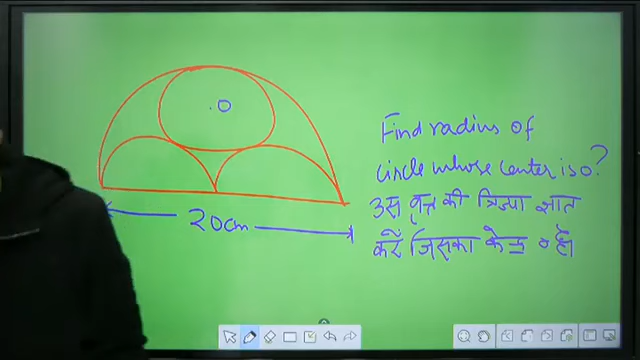 .O
Find radius of
circle whose center is o?
उस वृत्त की त्रिज्या ज्ञात
करें जिसका केन्द्र o है।
20cm